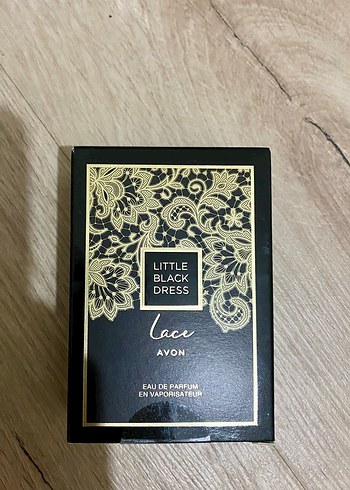 LITTLE
BLACK
DRESS
Lace
AVON
EAU DE PARFUM
EN VAPORISATEUR